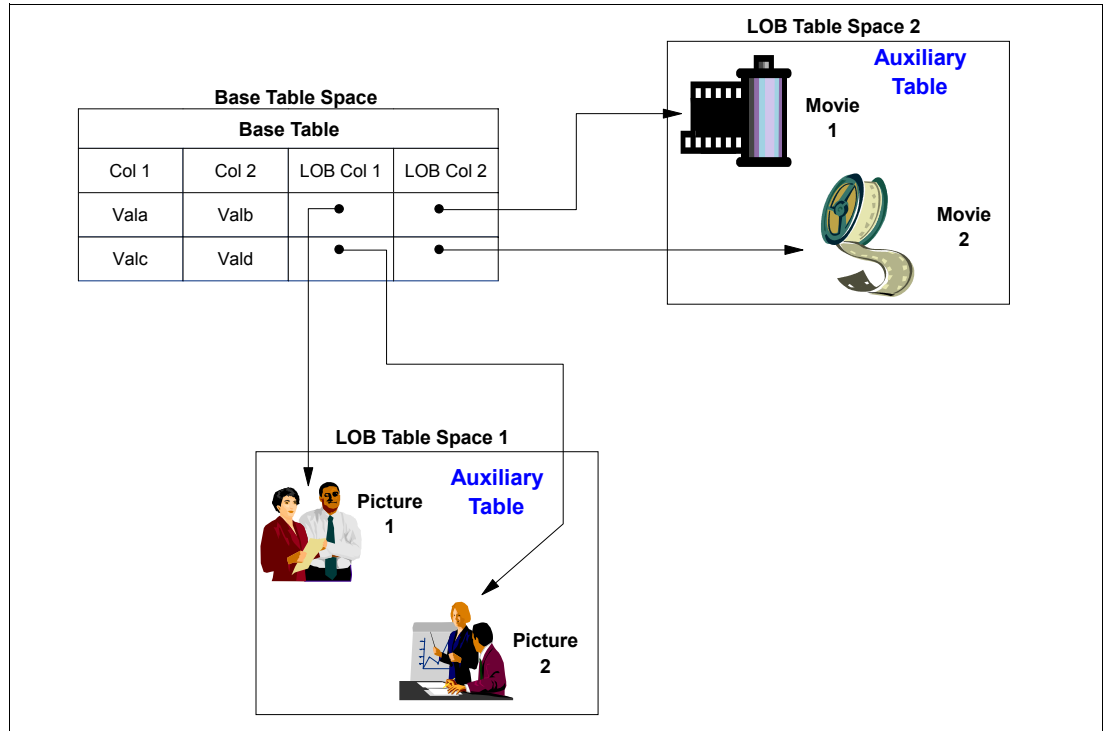 LOB Table Space 2
Auxiliary
Table
Movie
1
Movie
2
Base Table Space
Base Table
Col 1 Col 2 LOB Col 1 LOB Col 2
Vala Valb
Valc Vald
LOB Table Space 1
Auxiliary
Table
Picture
1
Picture
2